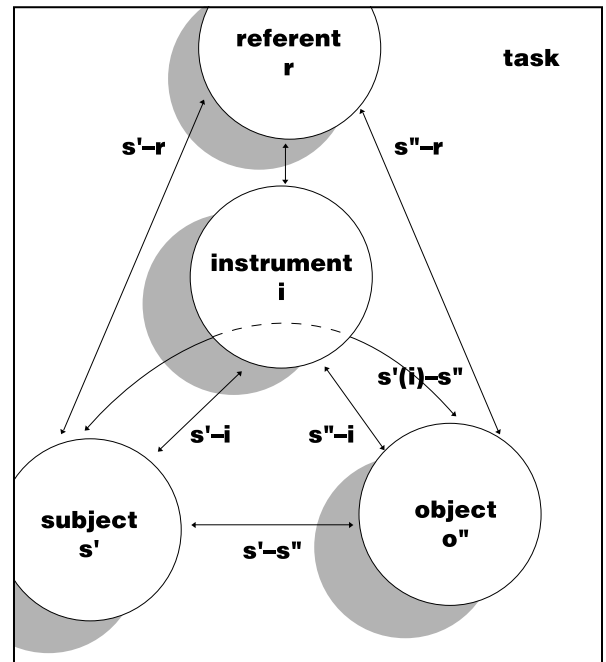 referent
r
task
s'–r
s"–r
instrument
i
s'(i)–s"
s'–i
s"–i
subject
s'
object
o"
s'–s"